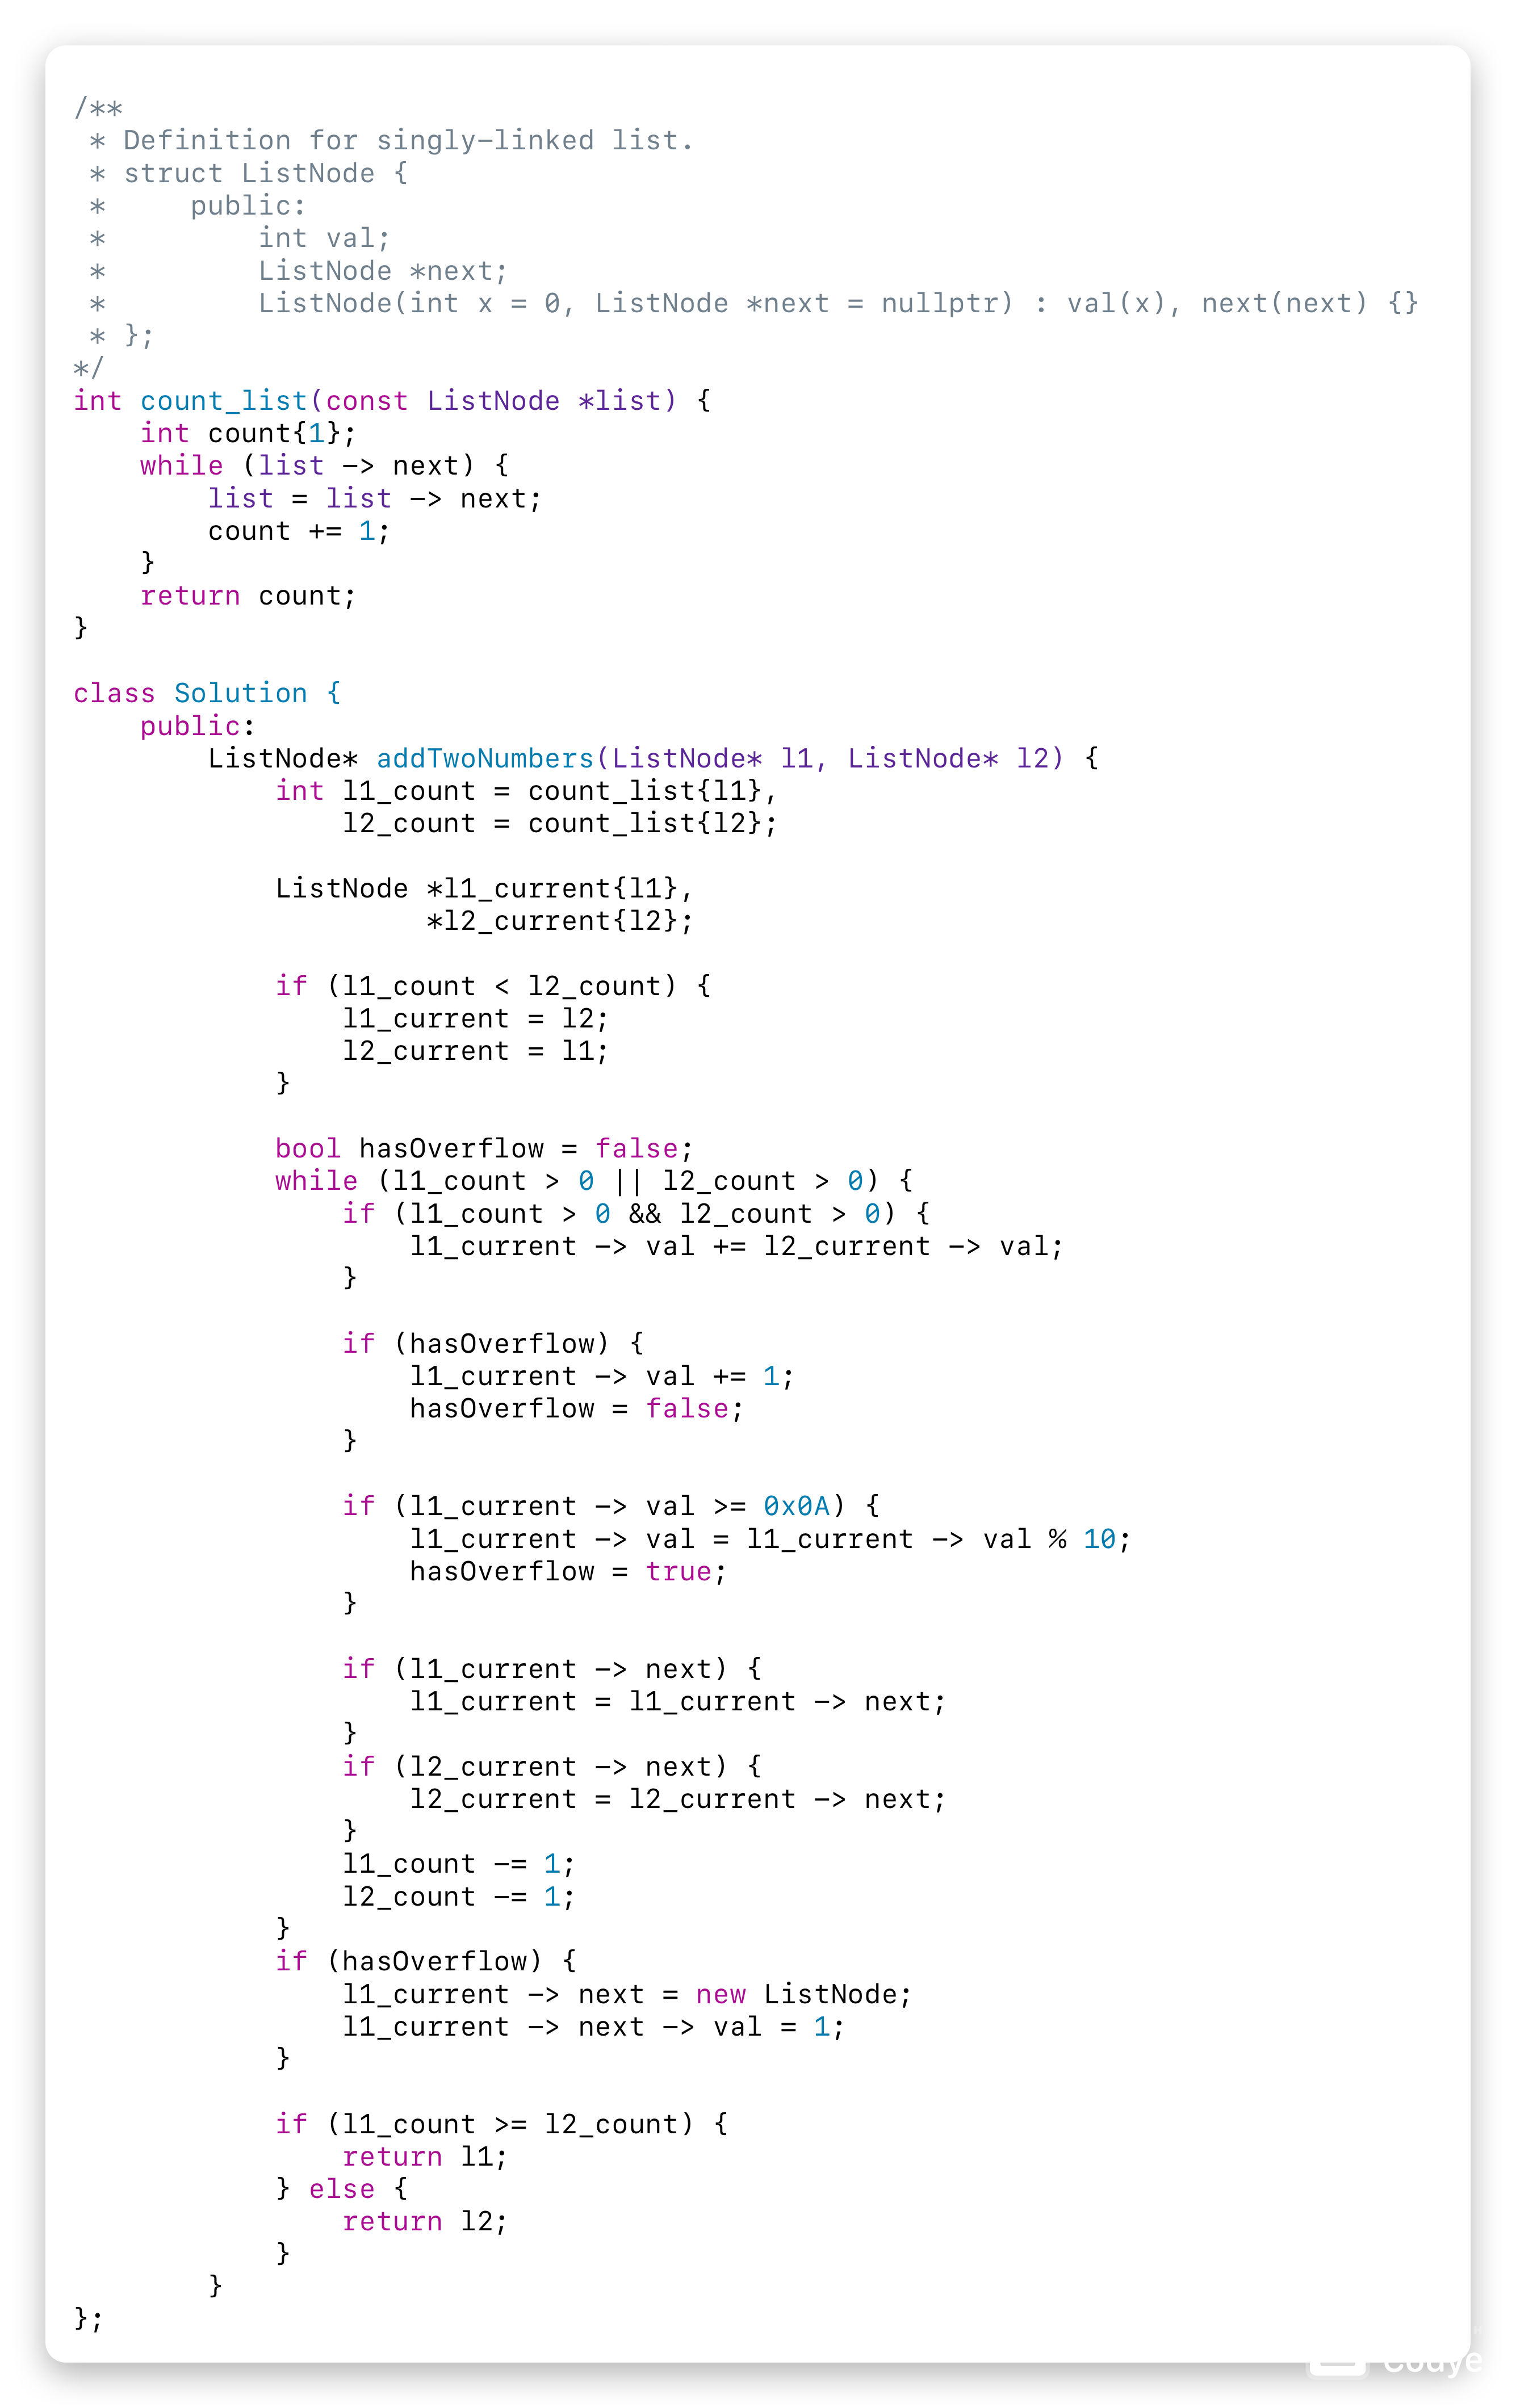 /**
 * Definition for singly-linked list.
 * struct ListNode {
 *     public:
 *         int val;
 *         ListNode *next;
 *         ListNode(int x = 0, ListNode *next = nullptr) : val(x), next(next) {}
 * };
*/
int count_list(const ListNode *list) {
    int count{1};
    while (list -> next) {
        list = list -> next;
        count += 1;
    }
    return count;
}

class Solution {
    public:
        ListNode* addTwoNumbers(ListNode* l1, ListNode* l2) {
            int l1_count = count_list{l1},
                l2_count = count_list{l2};

            ListNode *l1_current{l1},
                     *l2_current{l2};

            if (l1_count < l2_count) {
                l1_current = l2;
                l2_current = l1;
            }

            bool hasOverflow = false;
            while (l1_count > 0 || l2_count > 0) {
                if (l1_count > 0 && l2_count > 0) {
                    l1_current -> val += l2_current -> val;
                }

                if (hasOverflow) {
                    l1_current -> val += 1;
                    hasOverflow = false;
                }

                if (l1_current -> val >= 0x0A) {
                    l1_current -> val = l1_current -> val % 10;
                    hasOverflow = true;
                }

                if (l1_current -> next) {
                    l1_current = l1_current -> next;
                }
                if (l2_current -> next) {
                    l2_current = l2_current -> next;
                }
                l1_count -= 1;
                l2_count -= 1;
            }
            if (hasOverflow) {
                l1_current -> next = new ListNode;
                l1_current -> next -> val = 1;
            }

            if (l1_count >= l2_count) {
                return l1;
            } else {
                return l2;
            }
        }
};